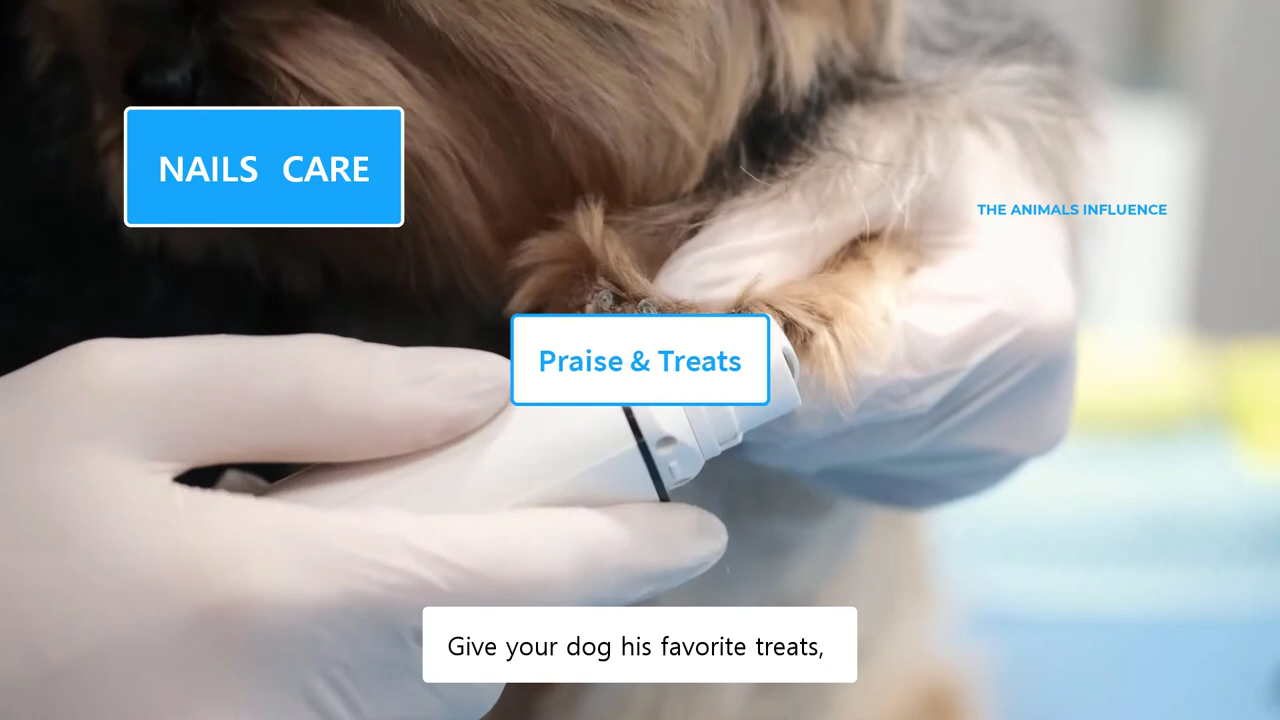 NAILS CARE
THE ANIMALS INFLUENCE
Praise & Treats
Give your dog his favorite treats,